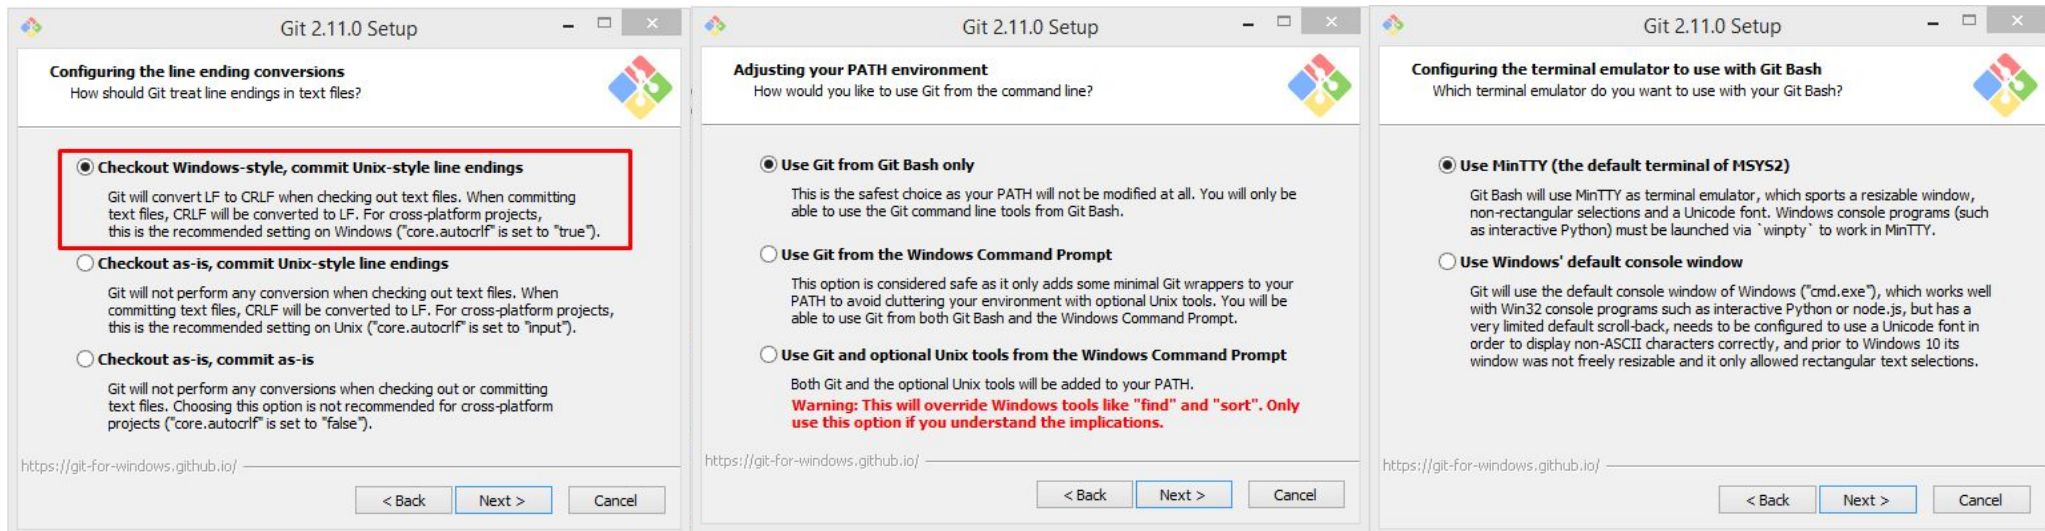 Git 2.11.0 Setup
Configuring the line ending conversions
How should Git treat line endings in text files?
Checkout Windows-style, commit Unix-style line endings
Git will convert LF to CRLF when checking out text files. When committing
text files, CRLF will be converted to LF. For cross-platform projects,
this is the recommended setting on Windows ("core.autocrlf" is set to "true").
Checkout as-is, commit Unix-style line endings
Git will not perform any conversion when checking out text files. When
committing text files, CRLF will be converted to LF. For cross-platform projects,
this is the recommended setting on Unix ("core.autocrlf" is set to "input").
Checkout as-is, commit as-is
Git will not perform any conversions when checking out or committing
text files. Choosing this option is not recommended for cross-platform
projects ("core.autocrlf" is set to "false").
https://git-for-windows.github.io/
< Back
Next >
Cancel
Git 2.11.0 Setup
Adjusting your PATH environment
How would you like to use Git from the command line?
Use Git from Git Bash only
This is the safest choice as your PATH will not be modified at all. You will only be
able to use the Git command line tools from Git Bash.
Use Git from the Windows Command Prompt
This option is considered safe as it only adds some minimal Git wrappers to your
PATH to avoid cluttering your environment with optional Unix tools. You will be
able to use Git from both Git Bash and the Windows Command Prompt.
Use Git and optional Unix tools from the Windows Command Prompt
Both Git and the optional Unix tools will be added to your PATH.
Warning: This will override Windows tools like "find" and "sort". Only
use this option if you understand the implications.
https://git-for-windows.github.io/
< Back
Next >
Cancel
Git 2.11.0 Setup
Configuring the terminal emulator to use with Git Bash
Which terminal emulator do you want to use with your Git Bash?
Use MinTTY (the default terminal of MSYS2)
Git Bash will use MinTTY as terminal emulator, which sports a resizable window,
non-rectangular selections and a Unicode font. Windows console programs (such
as interactive Python) must be launched via `winpty` to work in MinTTY.
Use Windows' default console window
Git will use the default console window of Windows ("cmd.exe"), which works well
with Win32 console programs such as interactive Python or node.js, but has a
very limited default scroll-back, needs to be configured to use a Unicode font in
order to display non-ASCII characters correctly, and prior to Windows 10 its
window was not freely resizable and it only allowed rectangular text selections.
https://git-for-windows.github.io/
< Back
Next >
Cancel